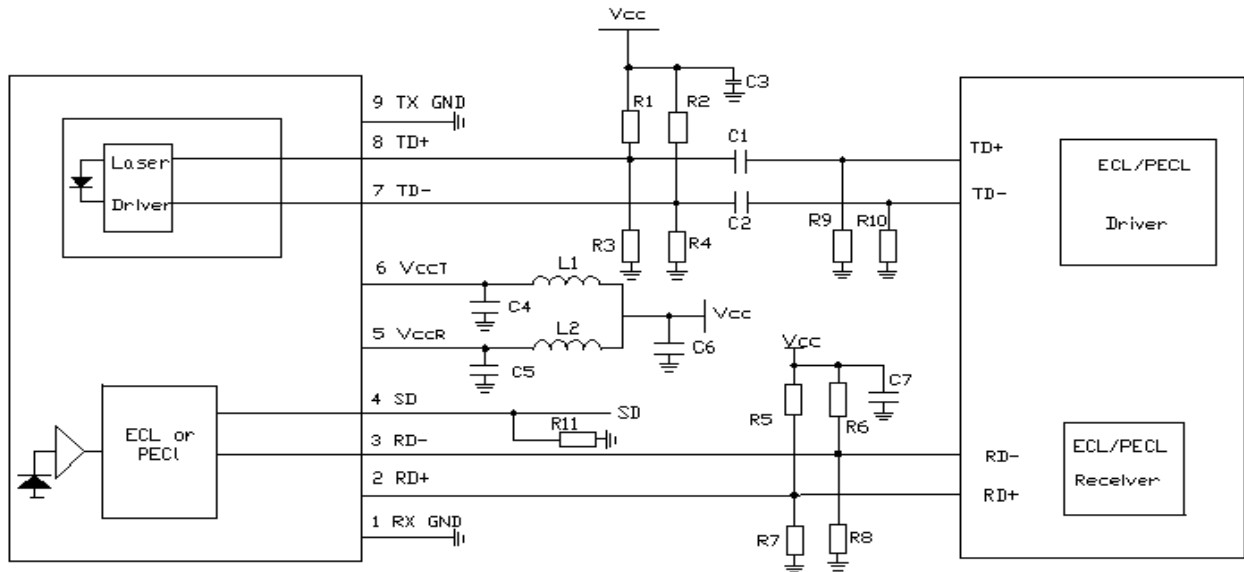 Vcc
C3
R1
R2
9 TX GND
8 TD+
C1
TD+
Laser
Driver
7 TD-
TD-
C2
ECL/PECL
Driver
R3
R4
R9
R10
6 VccT
L1
C4
Vcc
5 VccR
L2
C6
C5
Vcc
C7
4 SD
SD
R5
R6
R11
ECL or
PECl
3 RD-
RD-
ECL/PECL
Receiver
2 RD+
RD+
1 RX GND
R7
R8